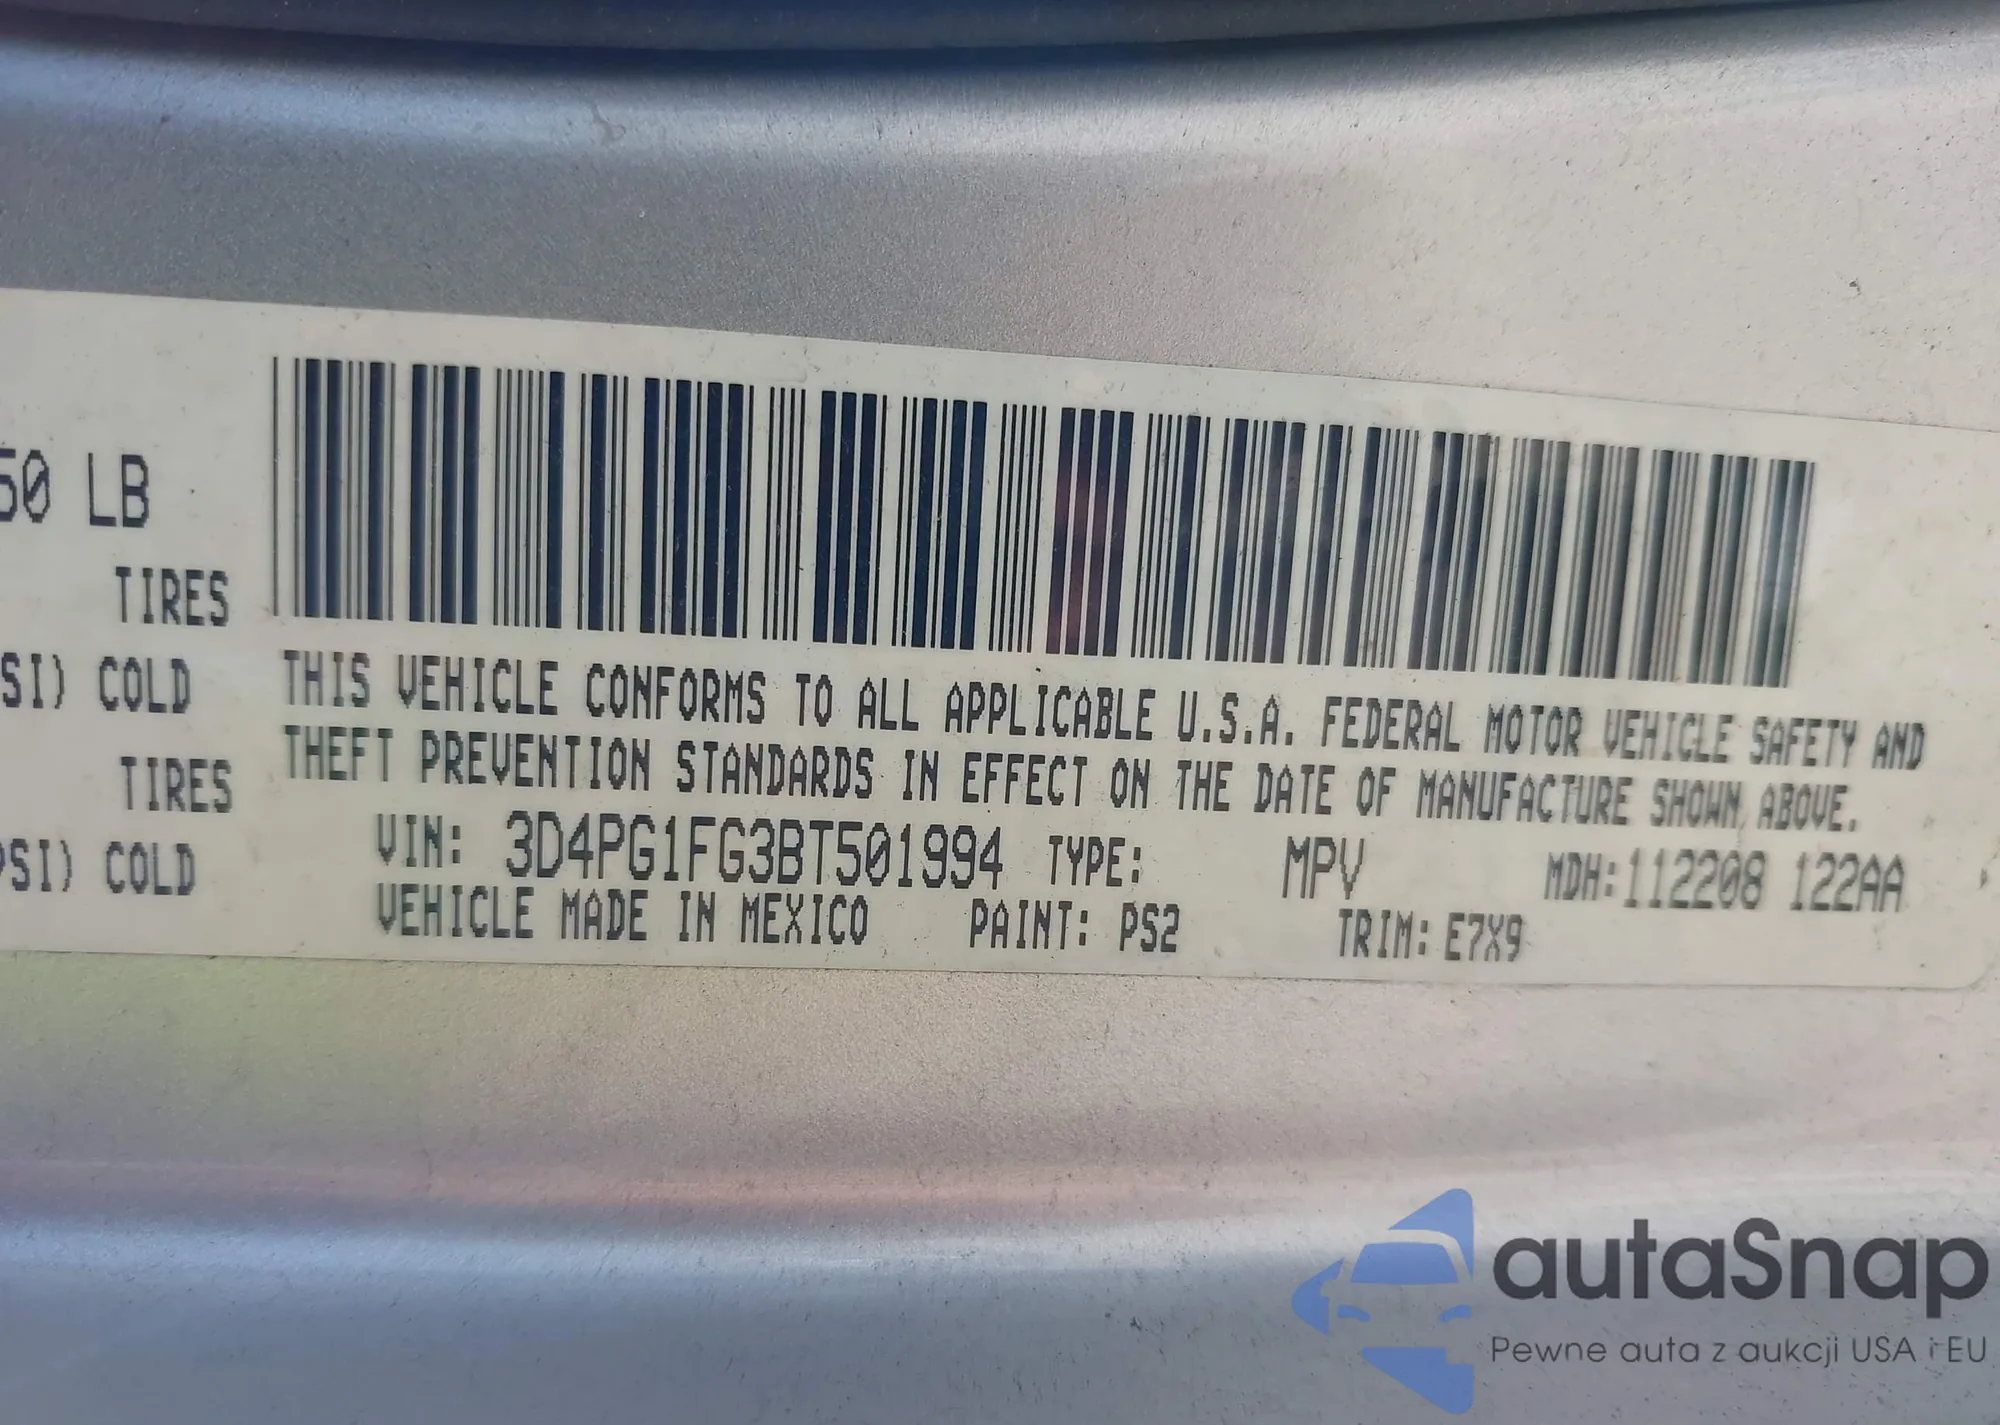 50 LB
TIRES
SI) COLD
TIRES
PSI) COLD
THIS VEHICLE CONFORMS TO ALL APPLICABLE U.S.A. FEDERAL MOTOR VEHICLE SAFETY AND
THEFT PREVENTION STANDARDS IN EFFECT ON THE DATE OF MANUFACTURE SHOWN ABOVE.
VIN: 3D4PG1FG3BT501994 TYPE: MPV MDH:112208 122AA
VEHICLE MADE IN MEXICO PAINT: PS2 TRIM: E7X9
autaSnap
Pewne auta z aukcji USA i EU